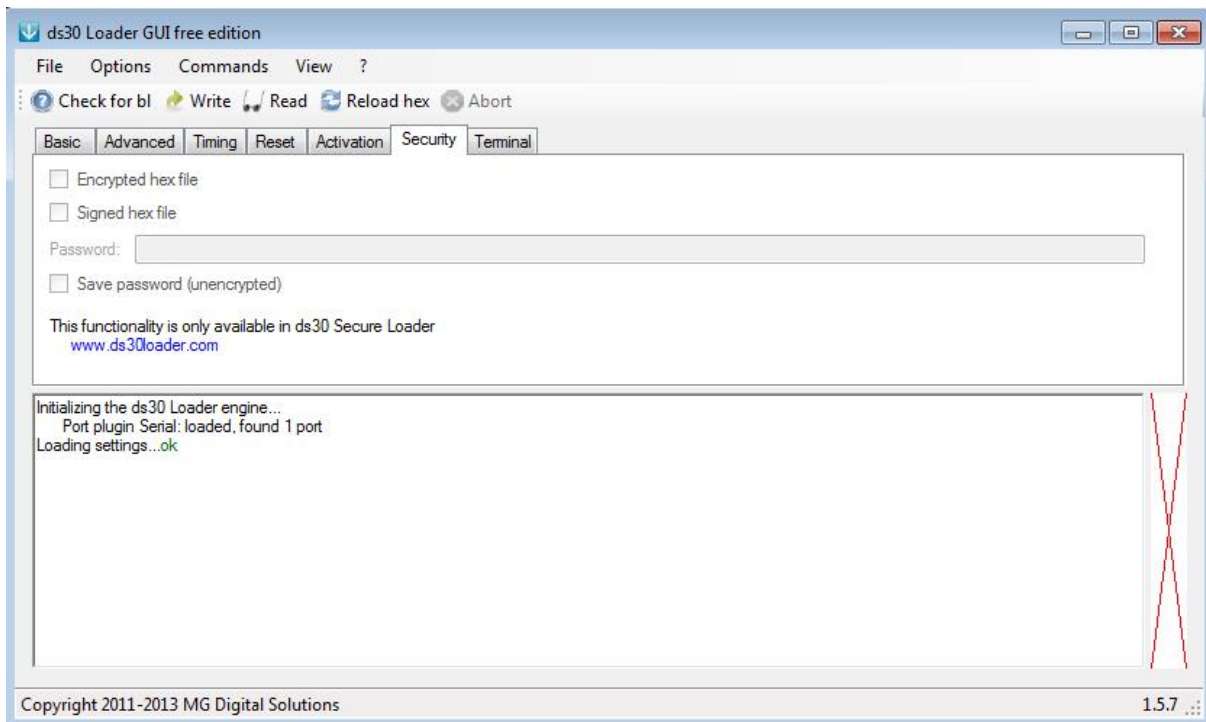 ds30 Loader GUI free edition
File Options Commands View ?
Check for bl Write Read Reload hex Abort
Basic Advanced Timing Reset Activation Security Terminal
Encrypted hex file
Signed hex file
Password:
Save password (unencrypted)
This functionality is only available in ds30 Secure Loader
www.ds30loader.com
Initializing the ds30 Loader engine...
Port plugin Serial: loaded, found 1 port
Loading settings...ok
Copyright 2011-2013 MG Digital Solutions 1.5.7